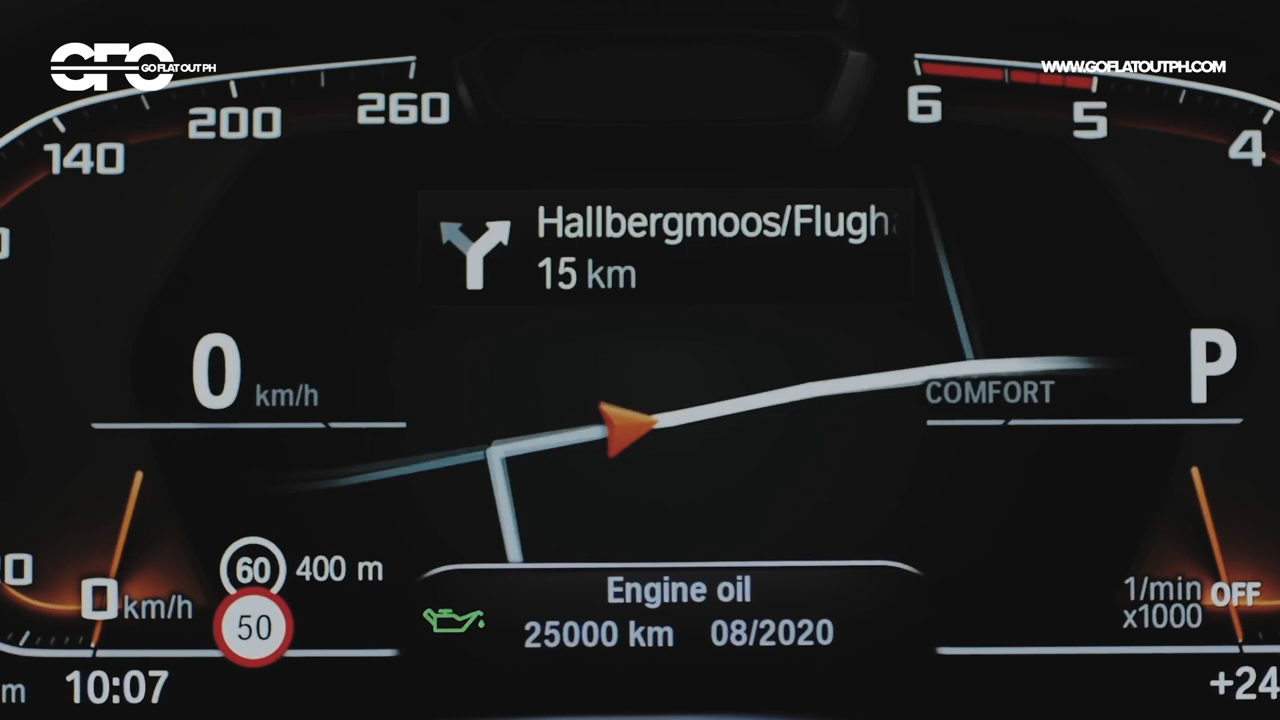 GFO
GO FLAT OUT PH
WWW.GOFLATOUTPH.COM
140
200
260
6
5
4
Hallbergmoos/Flugh
15 km
0 km/h
P
COMFORT
60
400 m
0 km/h
50
Engine oil
25000 km 08/2020
1/min
x1000
OFF
m
10:07
+24